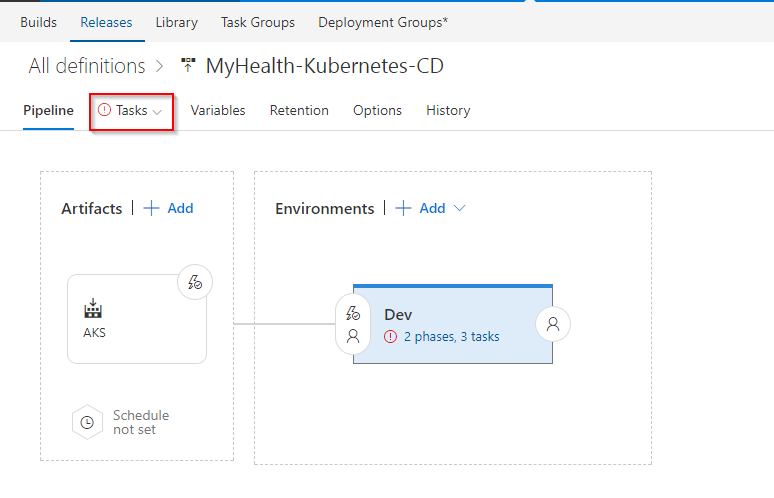 Builds Releases Library Task Groups Deployment Groups*
All definitions > MyHealth-Kubernetes-CD
Pipeline Tasks Variables Retention Options History
Artifacts | + Add
Environments | + Add
AKS
Dev
2 phases, 3 tasks
Schedule
not set